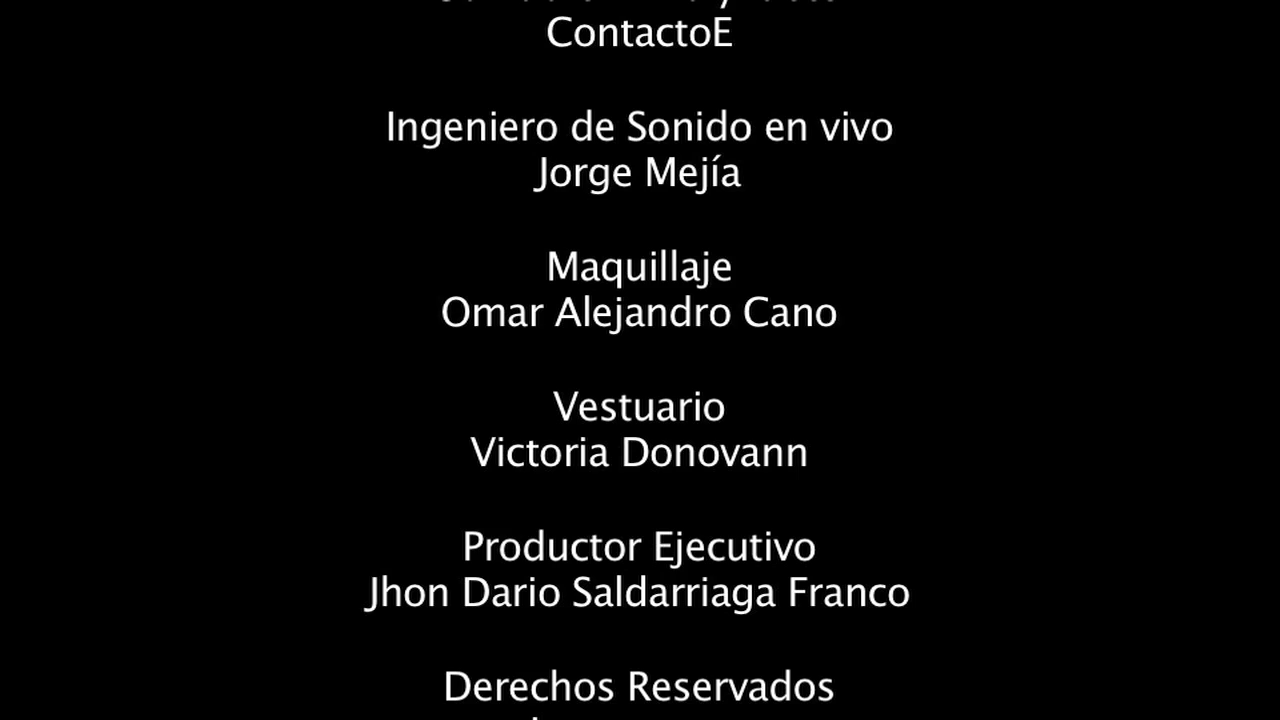 ContactoE
Ingeniero de Sonido en vivo
Jorge Mejía
Maquillaje
Omar Alejandro Cano
Vestuario
Victoria Donovann
Productor Ejecutivo
Jhon Dario Saldarriaga Franco
Derechos Reservados